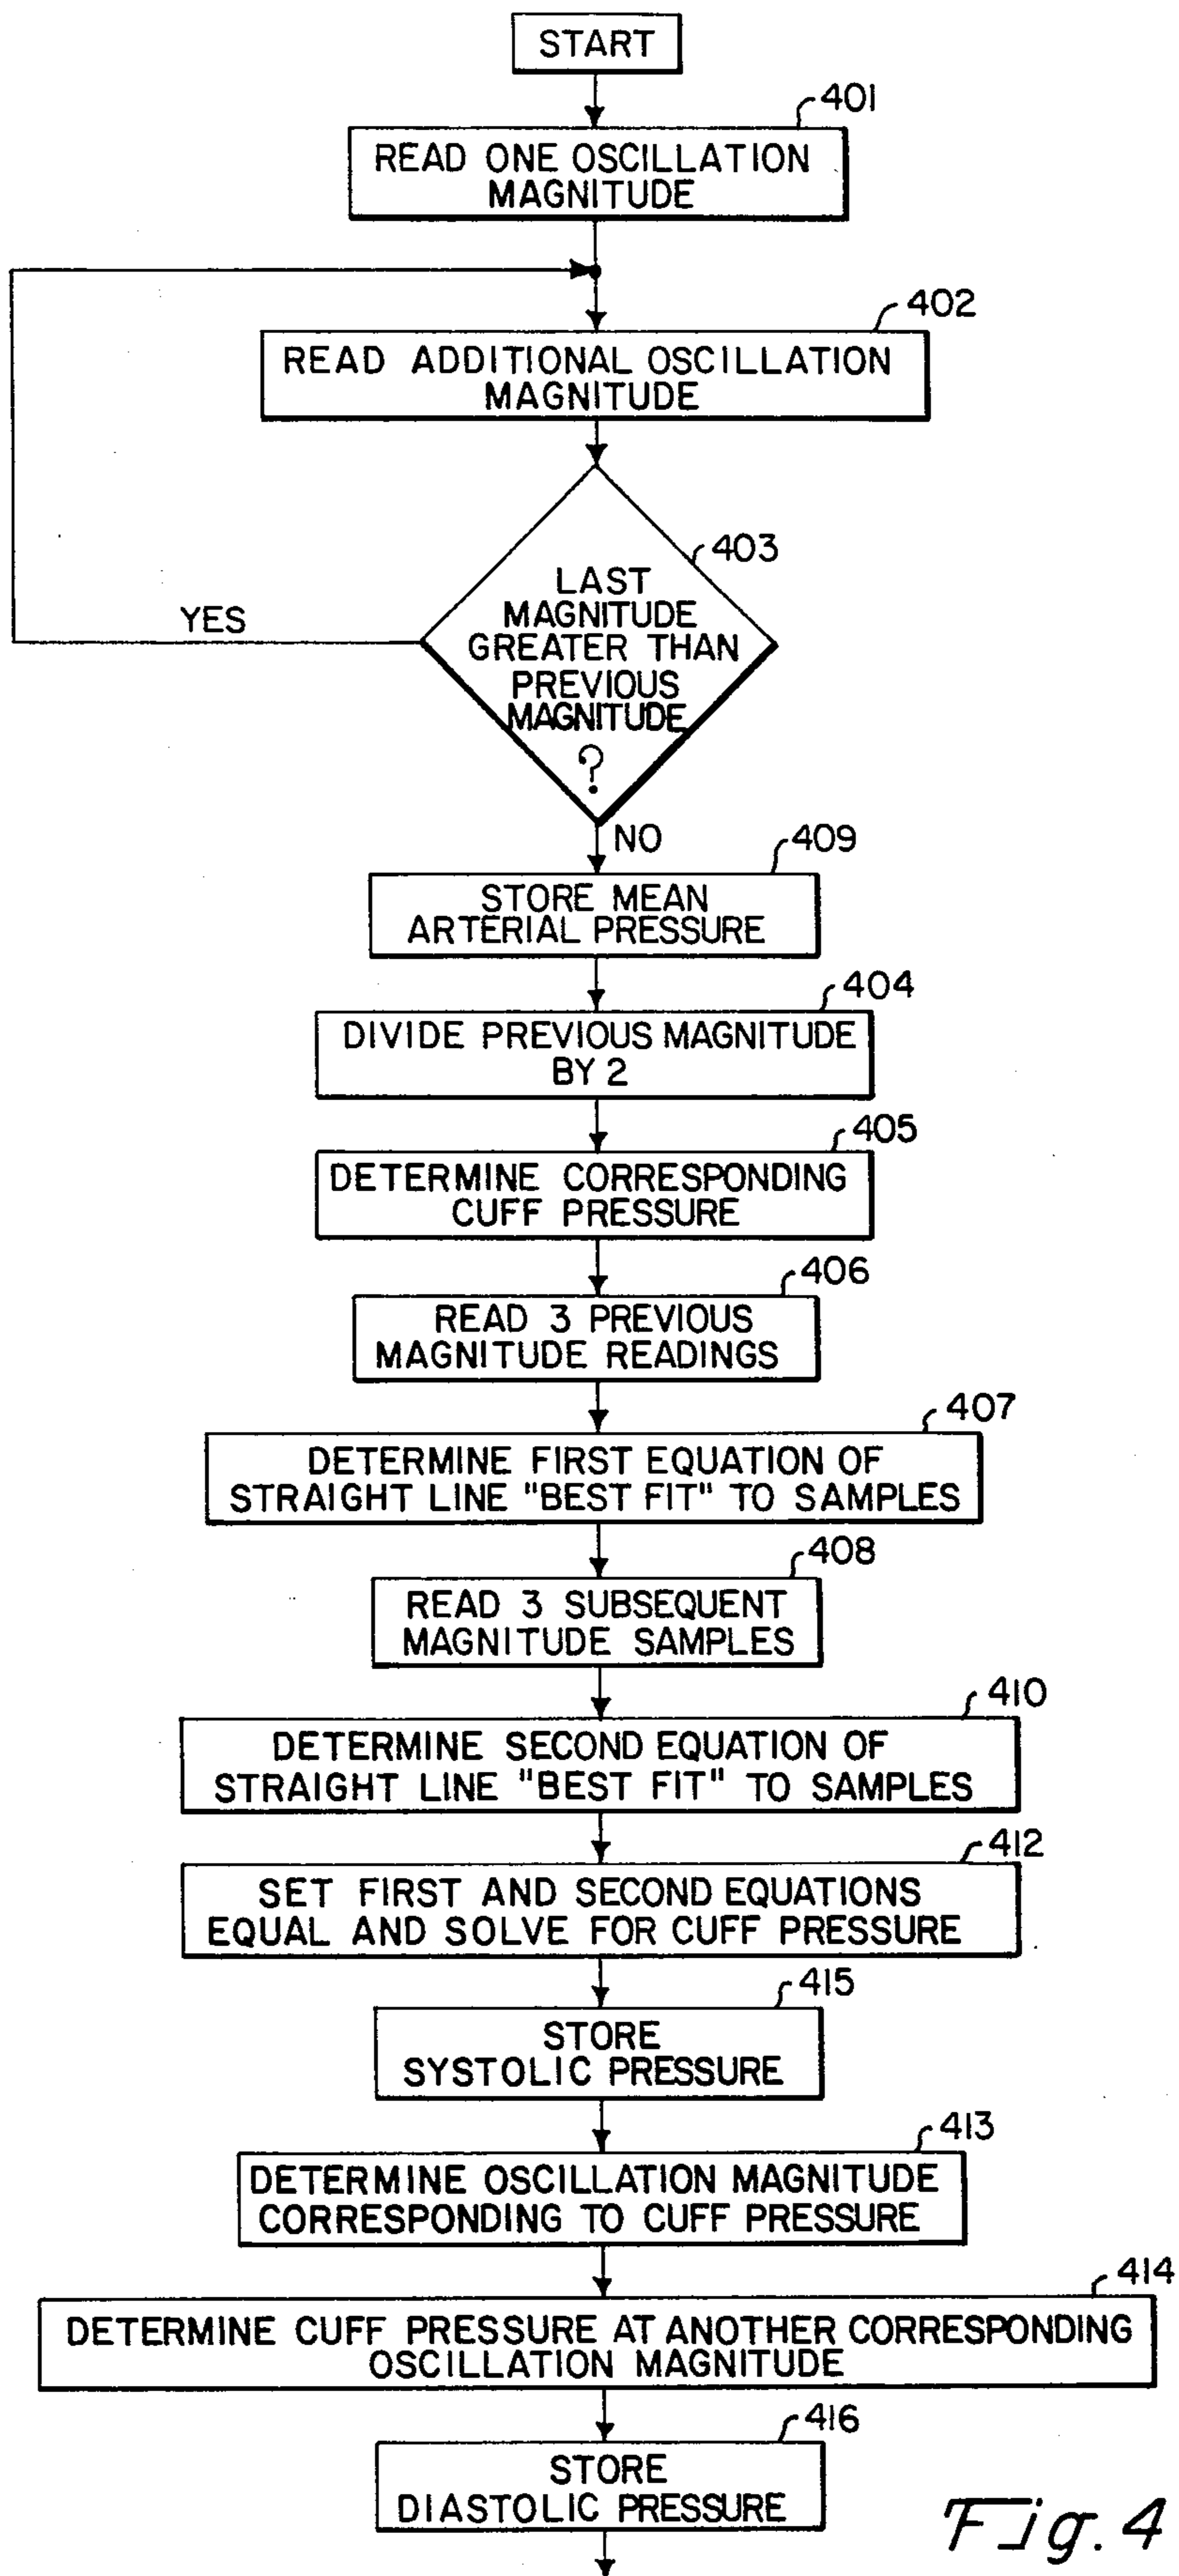 START
401
READ ONE OSCILLATION
MAGNITUDE
402
READ ADDITIONAL OSCILLATION
MAGNITUDE
403
LAST
MAGNITUDE
GREATER THAN
PREVIOUS
MAGNITUDE
?
YES
NO
409
STORE MEAN
ARTERIAL PRESSURE
404
DIVIDE PREVIOUS MAGNITUDE
BY 2
405
DETERMINE CORRESPONDING
CUFF PRESSURE
406
READ 3 PREVIOUS
MAGNITUDE READINGS
407
DETERMINE FIRST EQUATION OF
STRAIGHT LINE "BEST FIT" TO SAMPLES
408
READ 3 SUBSEQUENT
MAGNITUDE SAMPLES
410
DETERMINE SECOND EQUATION OF
STRAIGHT LINE "BEST FIT" TO SAMPLES
412
SET FIRST AND SECOND EQUATIONS
EQUAL AND SOLVE FOR CUFF PRESSURE
415
STORE
SYSTOLIC PRESSURE
413
DETERMINE OSCILLATION MAGNITUDE
CORRESPONDING TO CUFF PRESSURE
414
DETERMINE CUFF PRESSURE AT ANOTHER CORRESPONDING
OSCILLATION MAGNITUDE
416
STORE
DIASTOLIC PRESSURE
Fig. 4